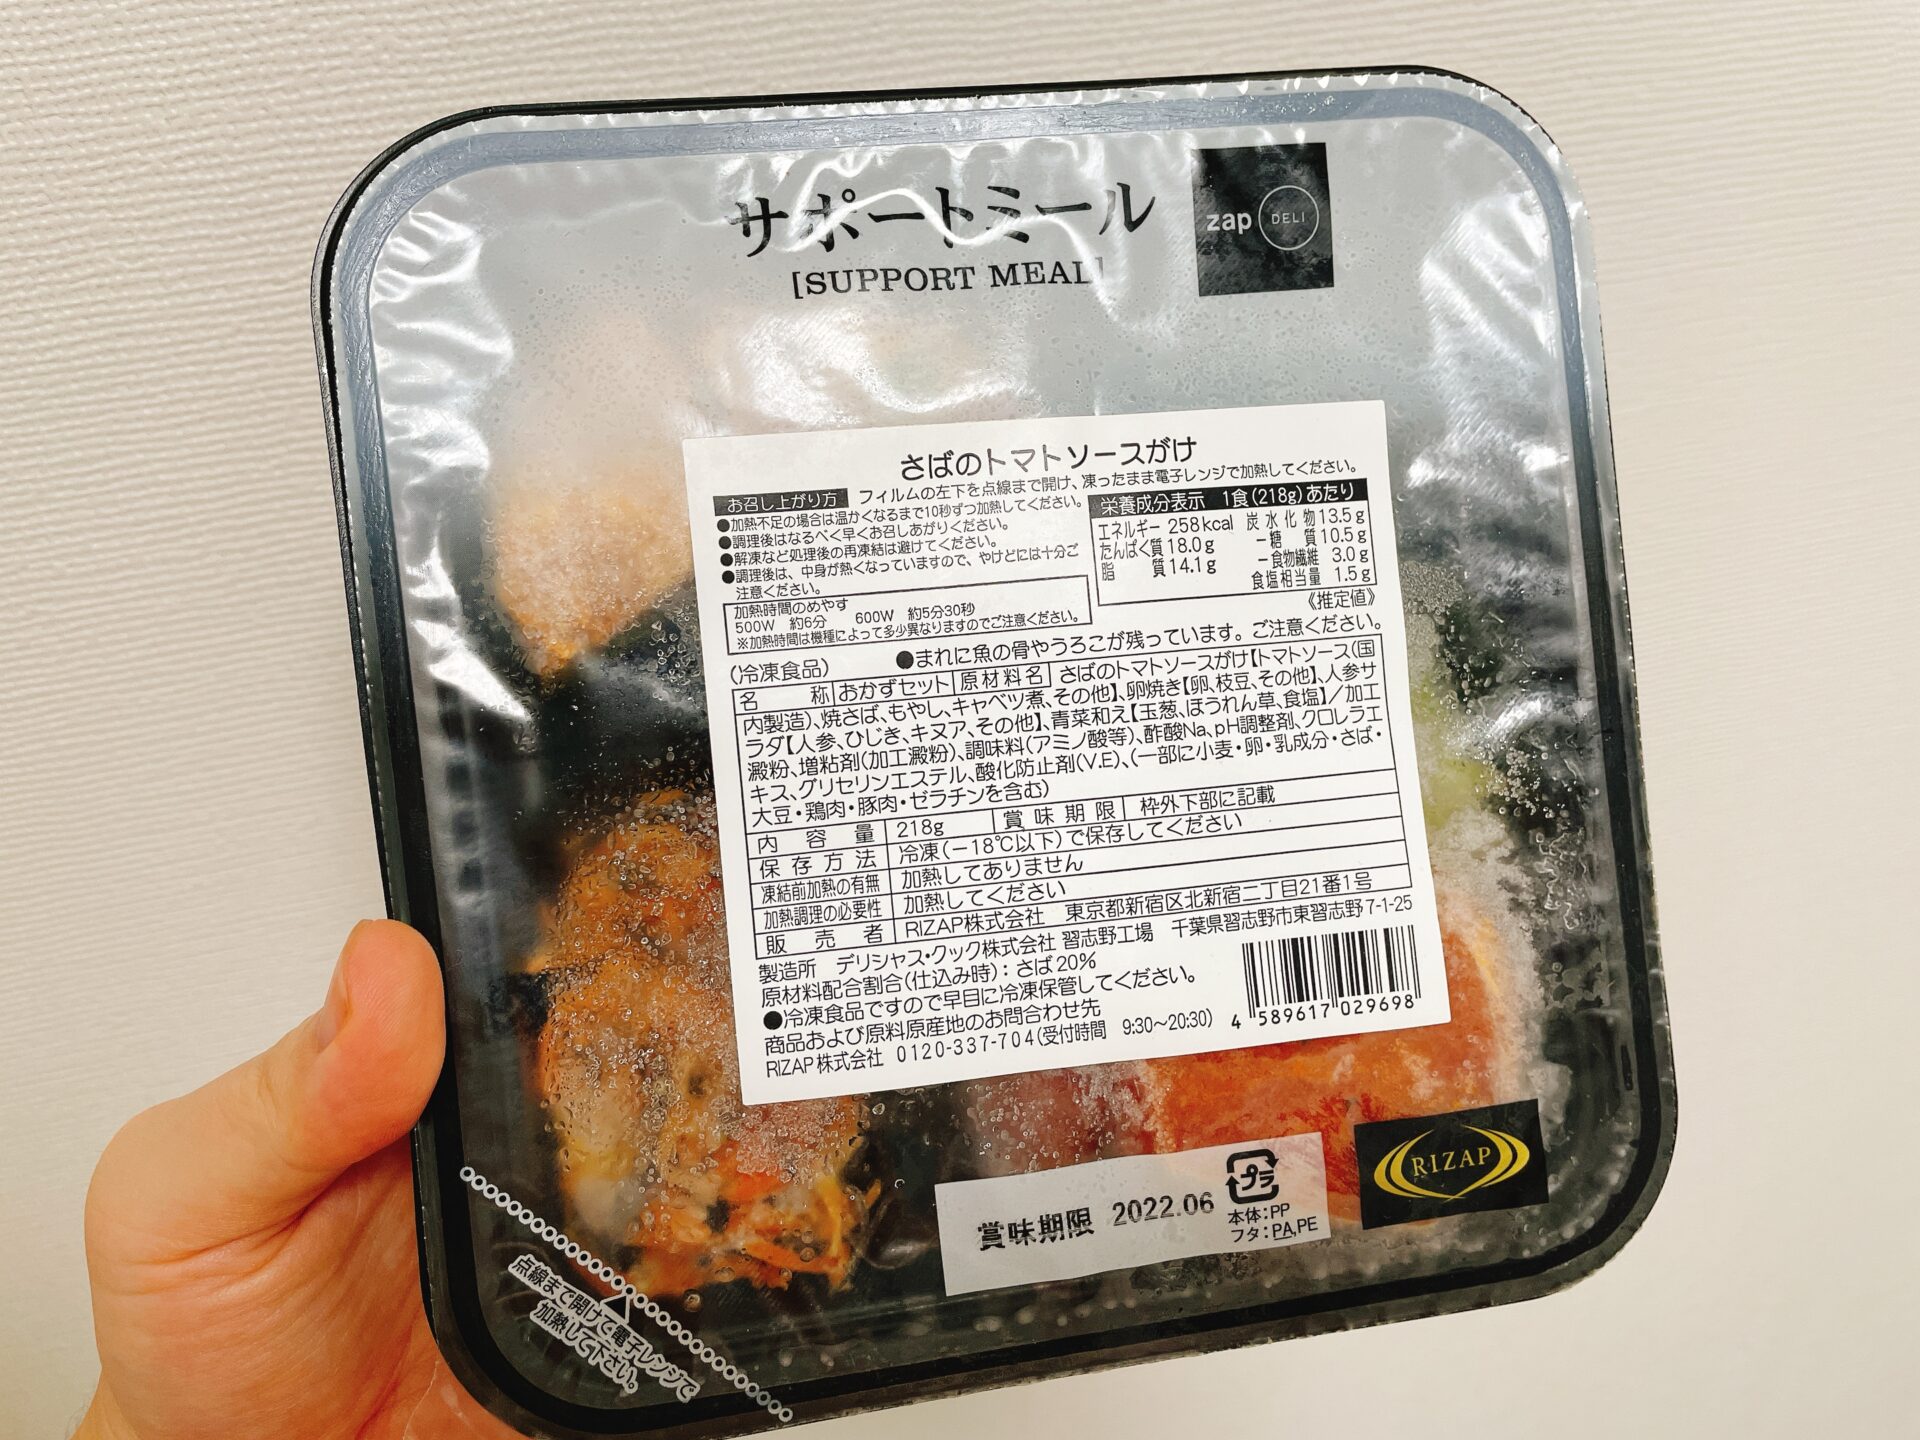 サポートミール
[SUPPORT MEAL]
zap DELI
さばのトマトソースがけ
お召し上がり方 フィルムの左下を点線まで開け、凍ったまま電子レンジで加熱してください。
●加熱不足の場合は温かくなるまで10秒ずつ加熱してください。
●調理後はなるべく早くお召しあがりください。
●解凍など処理後の再凍結は避けてください。
●調理後は、中身が熱くなっていますので、やけどには十分ご
注意ください。
加熱時間のめやす
500W 約6分 600W 約5分30秒
※加熱時間は機種によって多少異なりますのでご注意ください。
栄養成分表示 1食(218g)あたり
エネルギー 258kcal 炭水化物 13.5g
たんぱく質 18.0g －糖質 10.5g
脂質 14.1g －食物繊維 3.0g
食塩相当量 1.5g
《推定値》
(冷凍食品) ●まれに魚の骨やうろこが残っています。ご注意ください。
名称 おかずセット 原材料名 さばのトマトソースがけ【トマトソース(国
内製造)、焼さば、もやし、キャベツ煮、その他】、卵焼き【卵、枝豆、その他】、人参サ
ラダ【人参、ひじき、キヌア、その他】、青菜和え【玉葱、ほうれん草、食塩】／加工
澱粉、増粘剤(加工澱粉)、調味料(アミノ酸等)、酢酸Na、pH調整剤、クロレラエ
キス、グリセリンエステル、酸化防止剤(V.E)、(一部に小麦・卵・乳成分・さば・
大豆・鶏肉・豚肉・ゼラチンを含む)
内容量 218g 賞味期限 枠外下部に記載
保存方法 冷凍(－18℃以下)で保存してください
凍結前加熱の有無 加熱してありません
加熱調理の必要性 加熱してください
販売者 RIZAP株式会社 東京都新宿区北新宿二丁目21番1号
製造所 デリシャス・クック株式会社 習志野工場 千葉県習志野市東習志野7-1-25
原材料配合割合(仕込み時):さば20%
●冷凍食品ですので早目に冷凍保管してください。
商品および原料原産地のお問合わせ先
RIZAP株式会社 0120-337-704(受付時間 9:30～20:30)
4 589617 029698
賞味期限 2022.06
プラ
本体:PP
フタ:PA,PE
RIZAP
点線まで開けて電子レンジで
加熱して下さい。